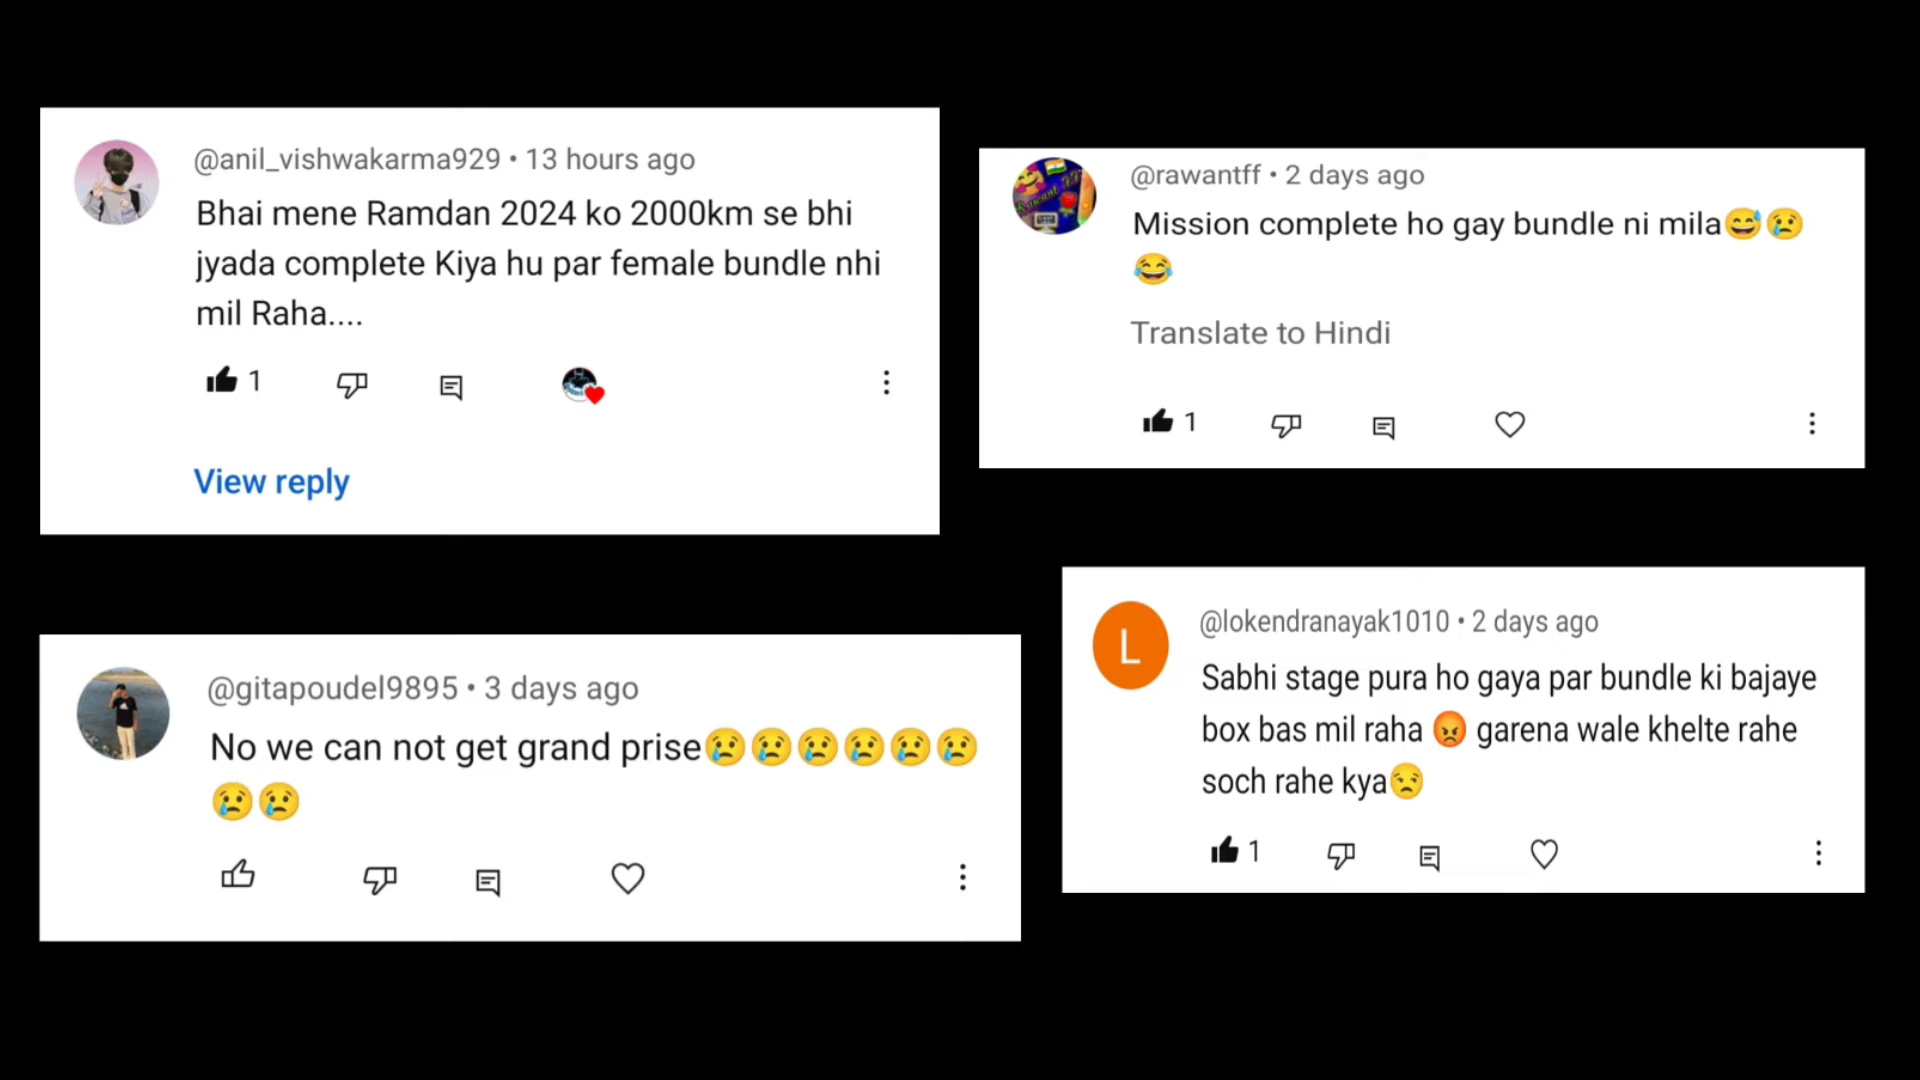 @anil_vishwakarma929 • 13 hours ago
Bhai mene Ramdan 2024 ko 2000km se bhi
jyada complete Kiya hu par female bundle nhi
mil Raha....
1
View reply
@rawantff • 2 days ago
Mission complete ho gay bundle ni mila😅😢
😂
Translate to Hindi
1
@gitapoudel9895 • 3 days ago
No we can not get grand prise😢😢😢😢😢😢
😢😢
L
@lokendranayak1010 • 2 days ago
Sabhi stage pura ho gaya par bundle ki bajaye
box bas mil raha 😡 garena wale khelte rahe
soch rahe kya😒
1